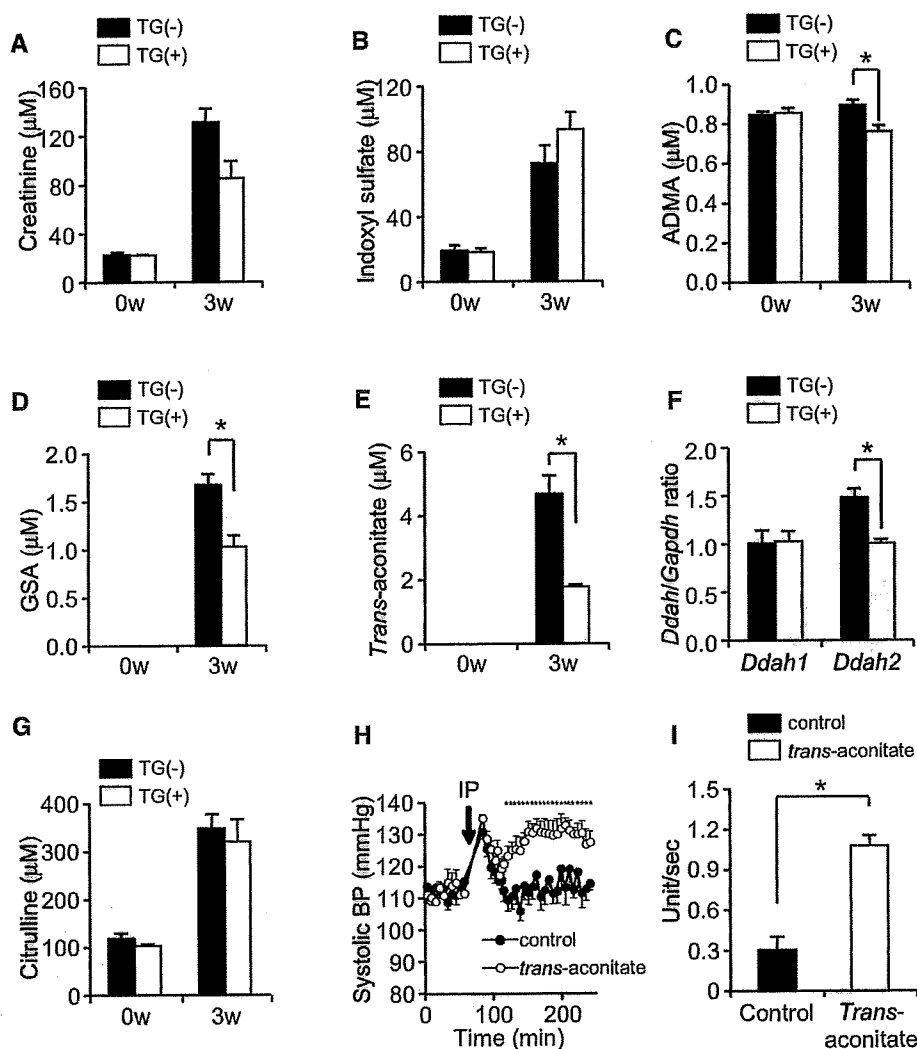 A
TG(-)
TG(+)
Creatinine (μM)
160
120
80
40
0
0w 3w
B
TG(-)
TG(+)
Indoxyl sulfate (μM)
120
80
40
0
0w 3w
C
TG(-)
TG(+)
*
ADMA (μM)
1.0
0.8
0.6
0.4
0.2
0.0
0w 3w
D
TG(-)
TG(+)
*
GSA (μM)
2.0
1.5
1.0
0.5
0.0
0w 3w
E
TG(-)
TG(+)
*
Trans-aconitate (μM)
6
4
2
0
0w 3w
F
TG(-)
TG(+)
*
Ddah/Gapdh ratio
2.0
1.5
1.0
0.5
0.0
Ddah1 Ddah2
G
TG(-)
TG(+)
Citrulline (μM)
400
300
200
100
0
0w 3w
H
IP
Systolic BP (mmHg)
140
130
120
110
100
90
80
control
trans-aconitate
0 100 200
Time (min)
I
control
trans-aconitate
*
Unit/sec
1.5
1.2
0.9
0.6
0.3
0
Control Trans-
aconitate